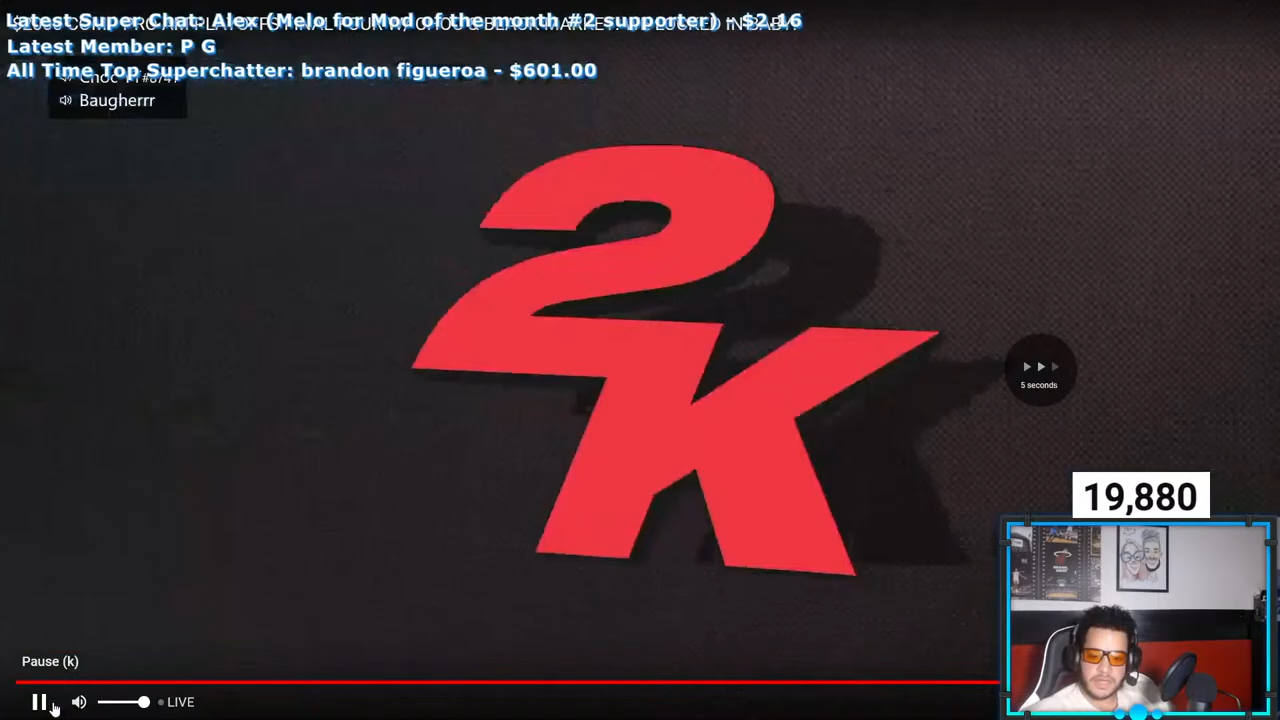 Latest Super Chat: Alex (Melo for Mod of the month #2 supporter) - $2.16
Latest Member: P G
All Time Top Superchatter: brandon figueroa - $601.00
Baugherrr
2K
5 seconds
19,880
Pause (k)
LIVE